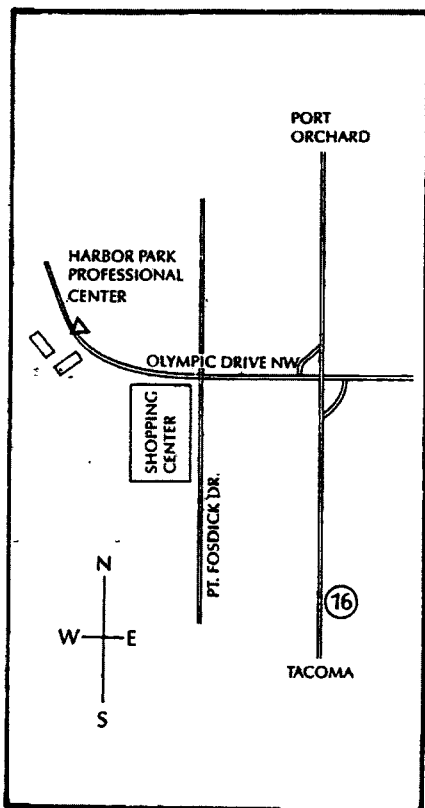 PORT
ORCHARD
HARBOR PARK
PROFESSIONAL
CENTER
OLYMPIC DRIVE NW
SHOPPING
CENTER
PT. FOSDICK DR.
16
N
W
E
S
TACOMA